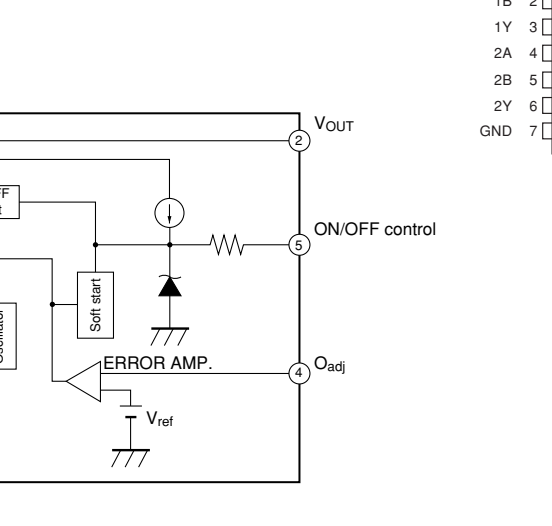 1B 2
1Y 3
2A 4
2B 5
2Y 6
GND 7
VOUT
2
ON/OFF control
5
Soft start
ERROR AMP.
4
Oadj
Vref